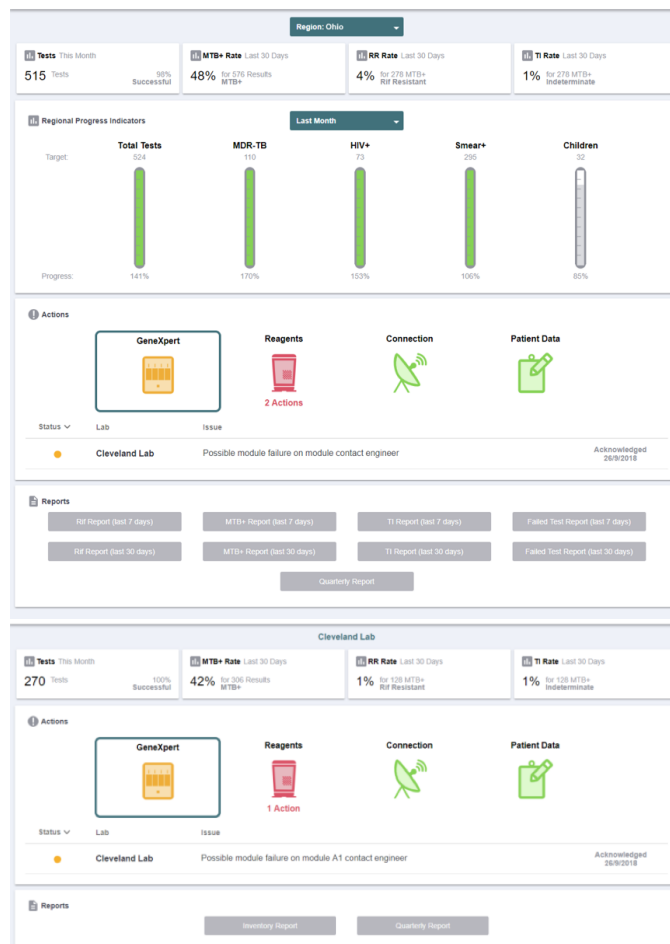 Region: Ohio
Tests This Month
515 Tests
98%
Successful
MTB+ Rate Last 30 Days
48% for 576 Results
MTB+
RR Rate Last 30 Days
4% for 278 MTB+
Rif Resistant
TI Rate Last 30 Days
1% for 278 MTB+
Indeterminate
Regional Progress Indicators
Last Month
Total Tests MDR-TB HIV+ Smear+ Children
Target: 524 110 73 295 32
Progress: 141% 170% 153% 106% 85%
Actions
GeneXpert Reagents Connection Patient Data
2 Actions
Status Lab Issue
Cleveland Lab Possible module failure on module contact engineer Acknowledged
26/9/2018
Reports
Rif Report (last 7 days) MTB+ Report (last 7 days) TI Report (last 7 days) Failed Test Report (last 7 days)
Rif Report (last 30 days) MTB+ Report (last 30 days) TI Report (last 30 days) Failed Test Report (last 30 days)
Quarterly Report
Cleveland Lab
Tests This Month
270 Tests
100%
Successful
MTB+ Rate Last 30 Days
42% for 306 Results
MTB+
RR Rate Last 30 Days
1% for 128 MTB+
Rif Resistant
TI Rate Last 30 Days
1% for 128 MTB+
Indeterminate
Actions
GeneXpert Reagents Connection Patient Data
1 Action
Status Lab Issue
Cleveland Lab Possible module failure on module A1 contact engineer Acknowledged
26/9/2018
Reports
Inventory Report Quarterly Report